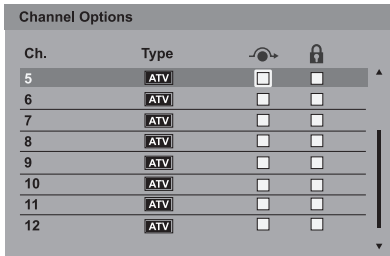 Channel Options
Ch. Type
5 ATV
6 ATV
7 ATV
8 ATV
9 ATV
10 ATV
11 ATV
12 ATV